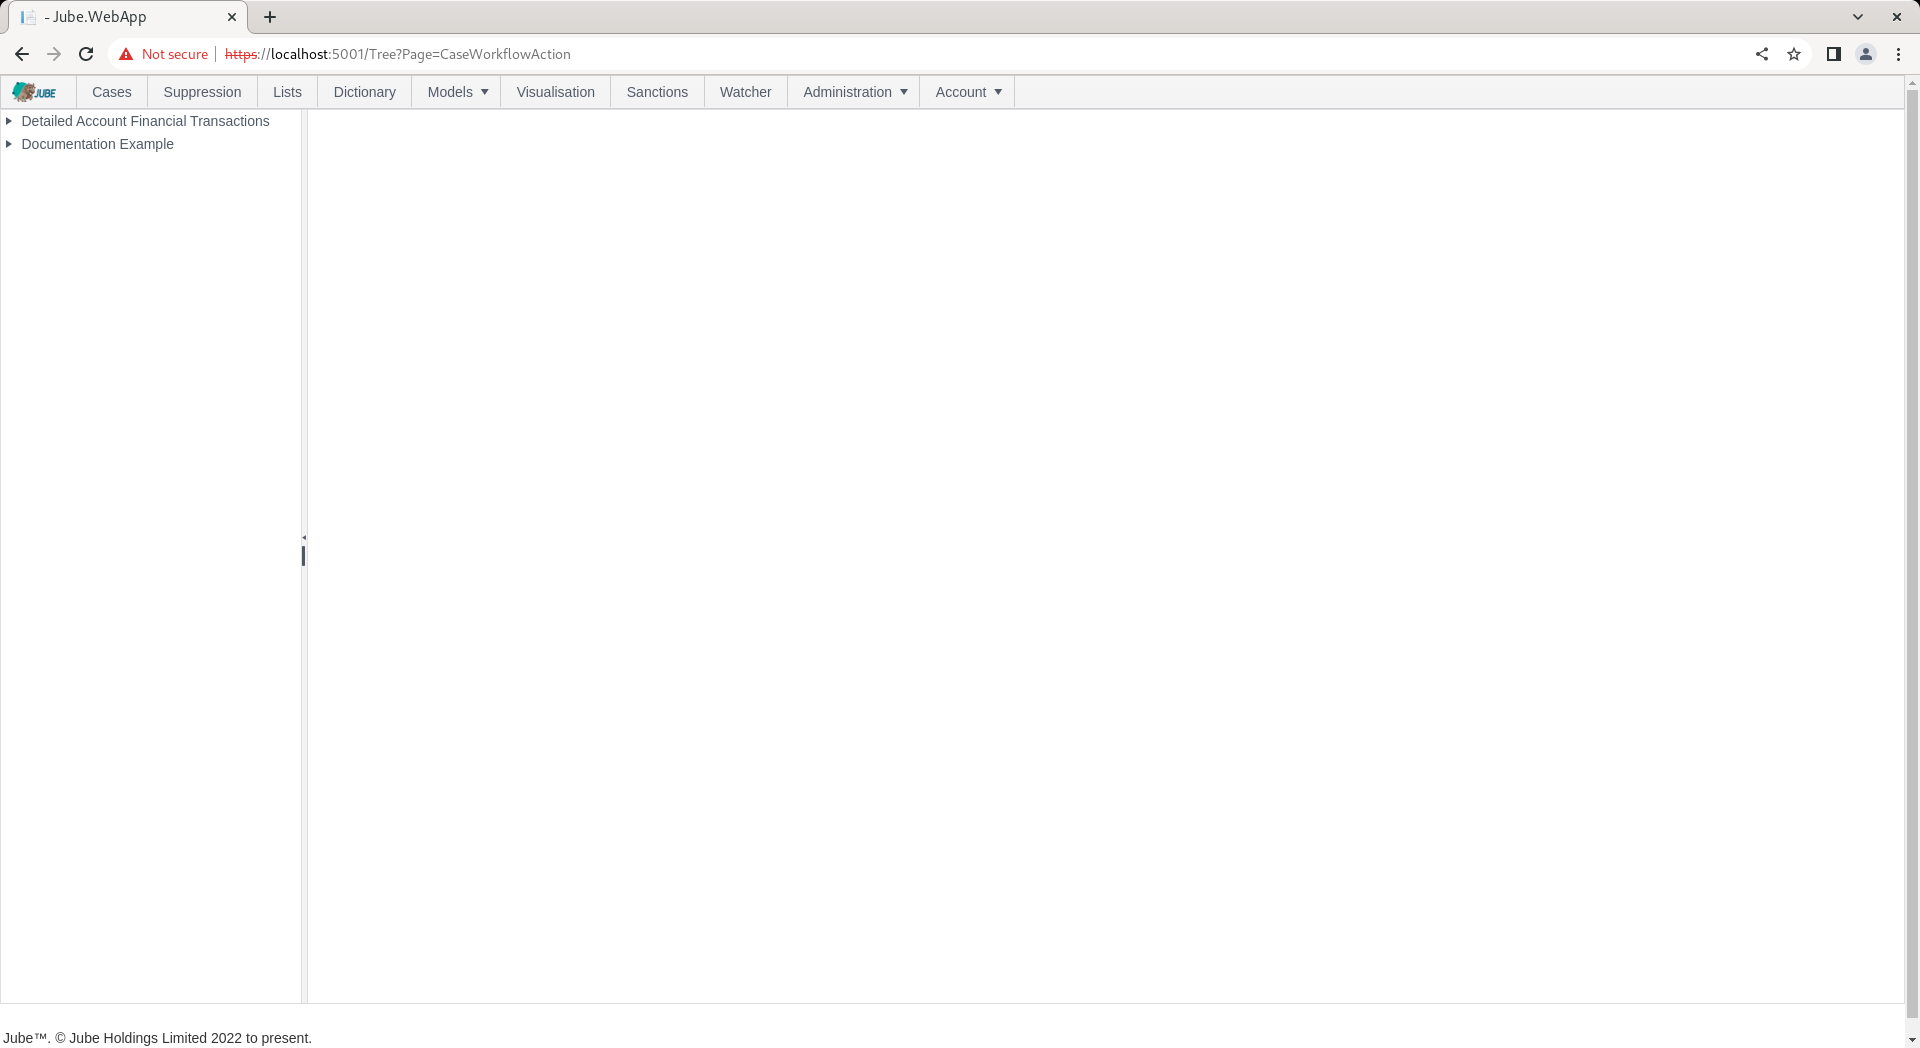 - Jube.WebApp
Not secure https://localhost:5001/Tree?Page=CaseWorkflowAction
JUBE Cases Suppression Lists Dictionary Models Visualisation Sanctions Watcher Administration Account
Detailed Account Financial Transactions
Documentation Example
Jube™. © Jube Holdings Limited 2022 to present.